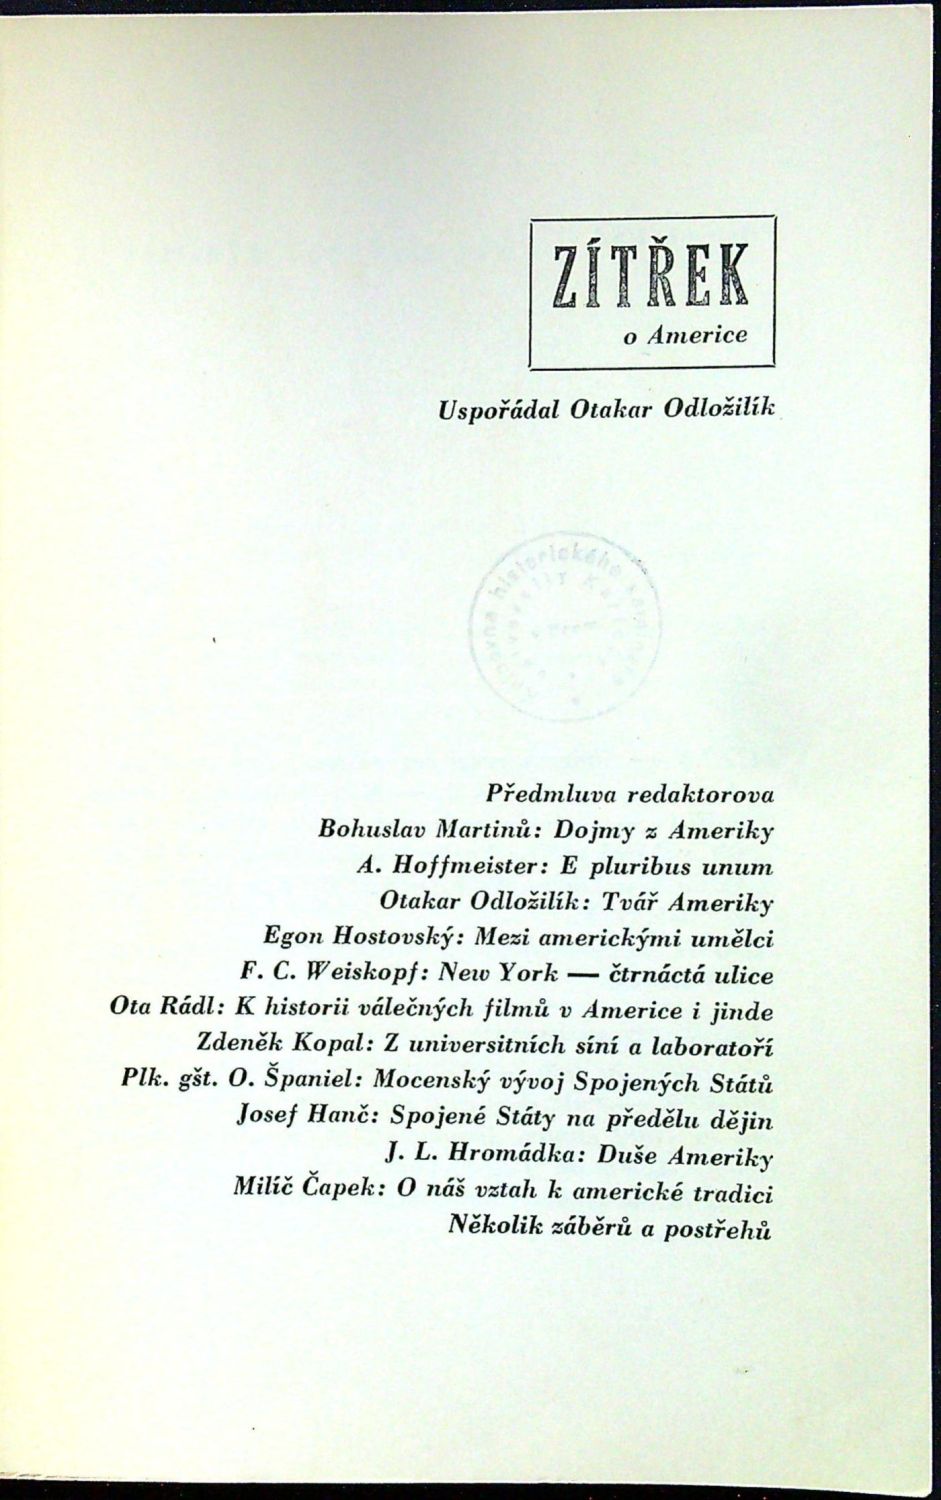 ZÍTŘEK
o Americe
Uspořádal Otakar Odložilík
historického
Předmluva redaktorova
Bohuslav Martinů: Dojmy z Ameriky
A. Hoffmeister: E pluribus unum
Otakar Odložilík: Tvář Ameriky
Egon Hostovský: Mezi americkými umělci
F. C. Weiskopf: New York — čtrnáctá ulice
Ota Rádl: K historii válečných filmů v Americe i jinde
Zdeněk Kopal: Z universitních síní a laboratoří
Plk. gšt. O. Španiel: Mocenský vývoj Spojených Států
Josef Hanč: Spojené Státy na předělu dějin
J. L. Hromádka: Duše Ameriky
Milíč Čapek: O náš vztah k americké tradici
Několik záběrů a postřehů